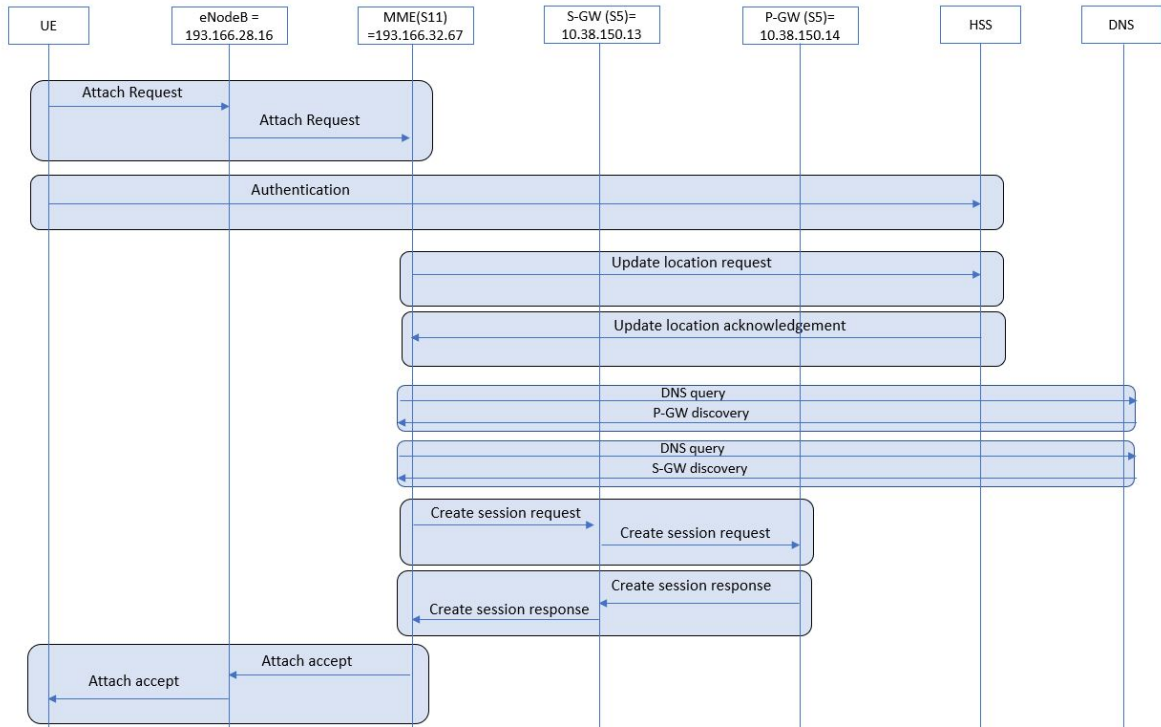 UE
eNodeB =
193.166.28.16
MME(S11)
=193.166.32.67
S-GW (S5)=
10.38.150.13
P-GW (S5)=
10.38.150.14
HSS
DNS
Attach Request
Attach Request
Authentication
Update location request
Update location acknowledgement
DNS query
P-GW discovery
DNS query
S-GW discovery
Create session request
Create session request
Create session response
Create session response
Attach accept
Attach accept